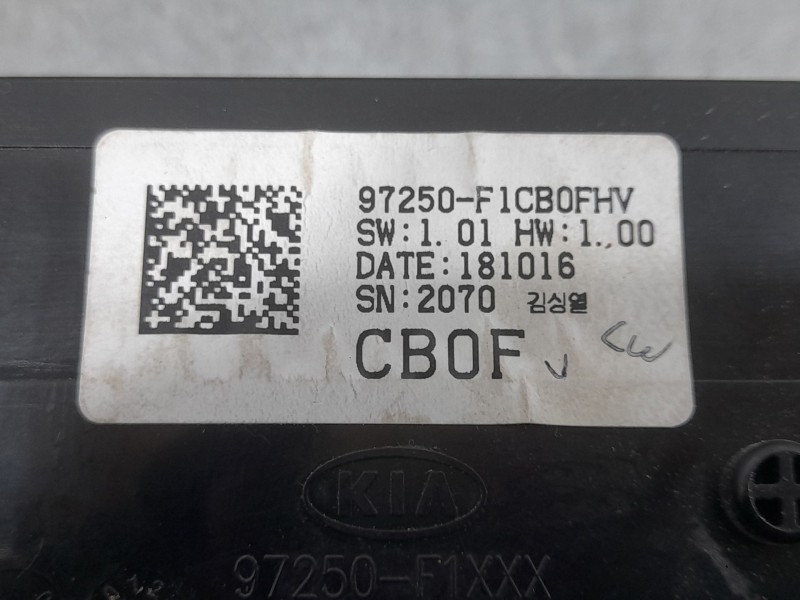 97250-F1CB0FHV
SW:1.01 HW:1.00
DATE:181016
SN:2070 김싱열
CB0F
KIA
97250-F1XXX